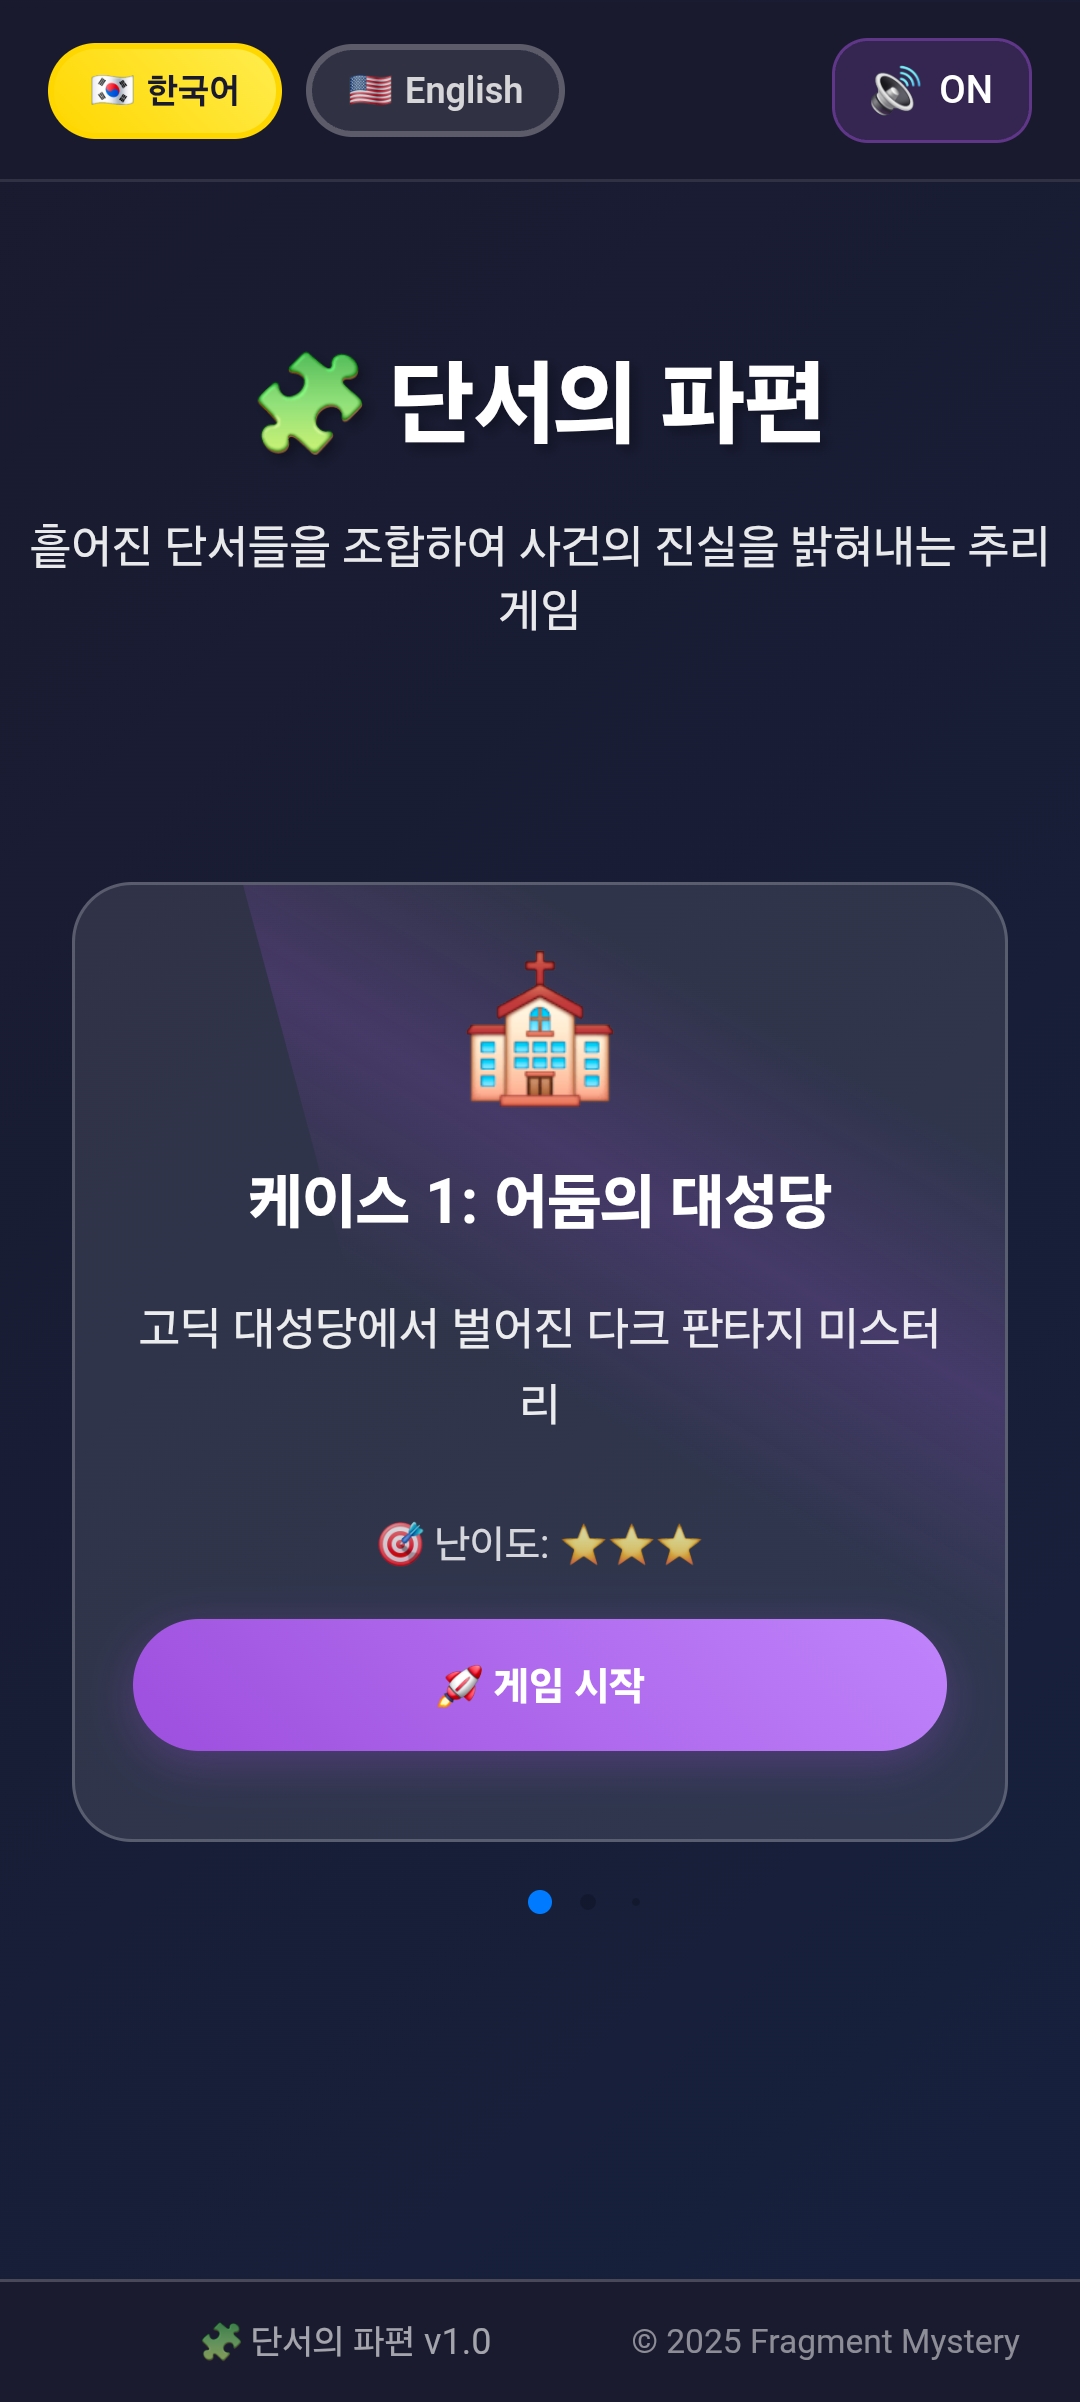 한국어
English
ON
단서의 파편
흩어진 단서들을 조합하여 사건의 진실을 밝혀내는 추리
게임
케이스 1: 어둠의 대성당
고딕 대성당에서 벌어진 다크 판타지 미스터
리
난이도: ⭐⭐⭐
게임 시작
단서의 파편 v1.0
© 2025 Fragment Mystery